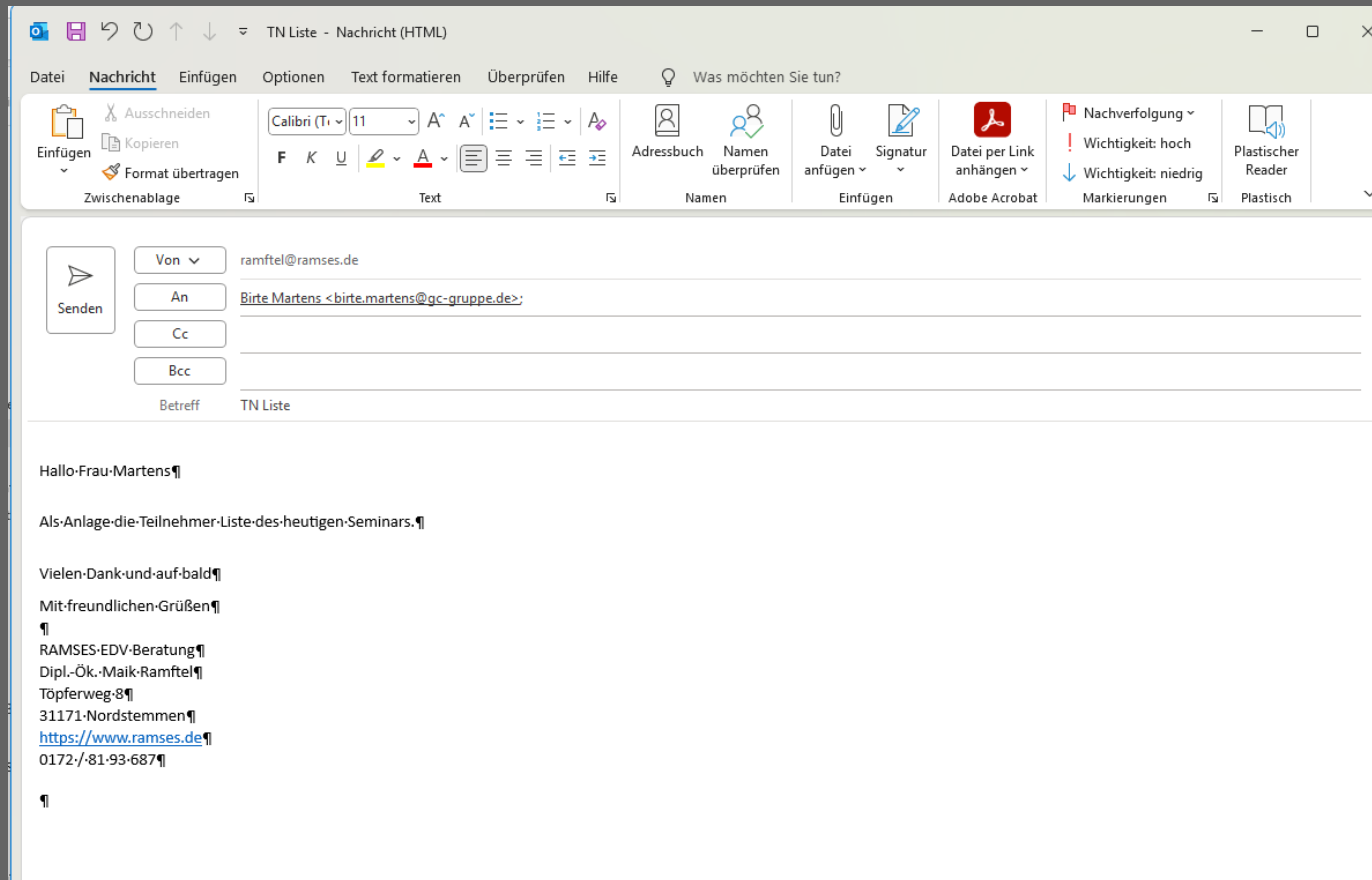 TN Liste - Nachricht (HTML)
Datei Nachricht Einfügen Optionen Text formatieren Überprüfen Hilfe Was möchten Sie tun?
Einfügen
Ausschneiden
Kopieren
Format übertragen
Zwischenablage
Calibri (Te 11
F K U A
Text
Adressbuch
Namen überprüfen
Namen
Datei anfügen
Signatur
Einfügen
Datei per Link anhängen
Adobe Acrobat
Nachverfolgung
Wichtigkeit: hoch
Wichtigkeit: niedrig
Markierungen
Plastischer Reader
Plastisch
Senden
Von ramftel@ramses.de
An Birte Martens <birte.martens@gc-gruppe.de>;
Cc
Bcc
Betreff TN Liste
Hallo·Frau·Martens¶
Als·Anlage·die·Teilnehmer·Liste·des·heutigen·Seminars.¶
Vielen·Dank·und·auf·bald¶
Mit·freundlichen·Grüßen¶
¶
RAMSES·EDV·Beratung¶
Dipl.-Ök.·Maik·Ramftel¶
Töpferweg·8¶
31171·Nordstemmen¶
https://www.ramses.de¶
0172·/·81·93·687¶
¶